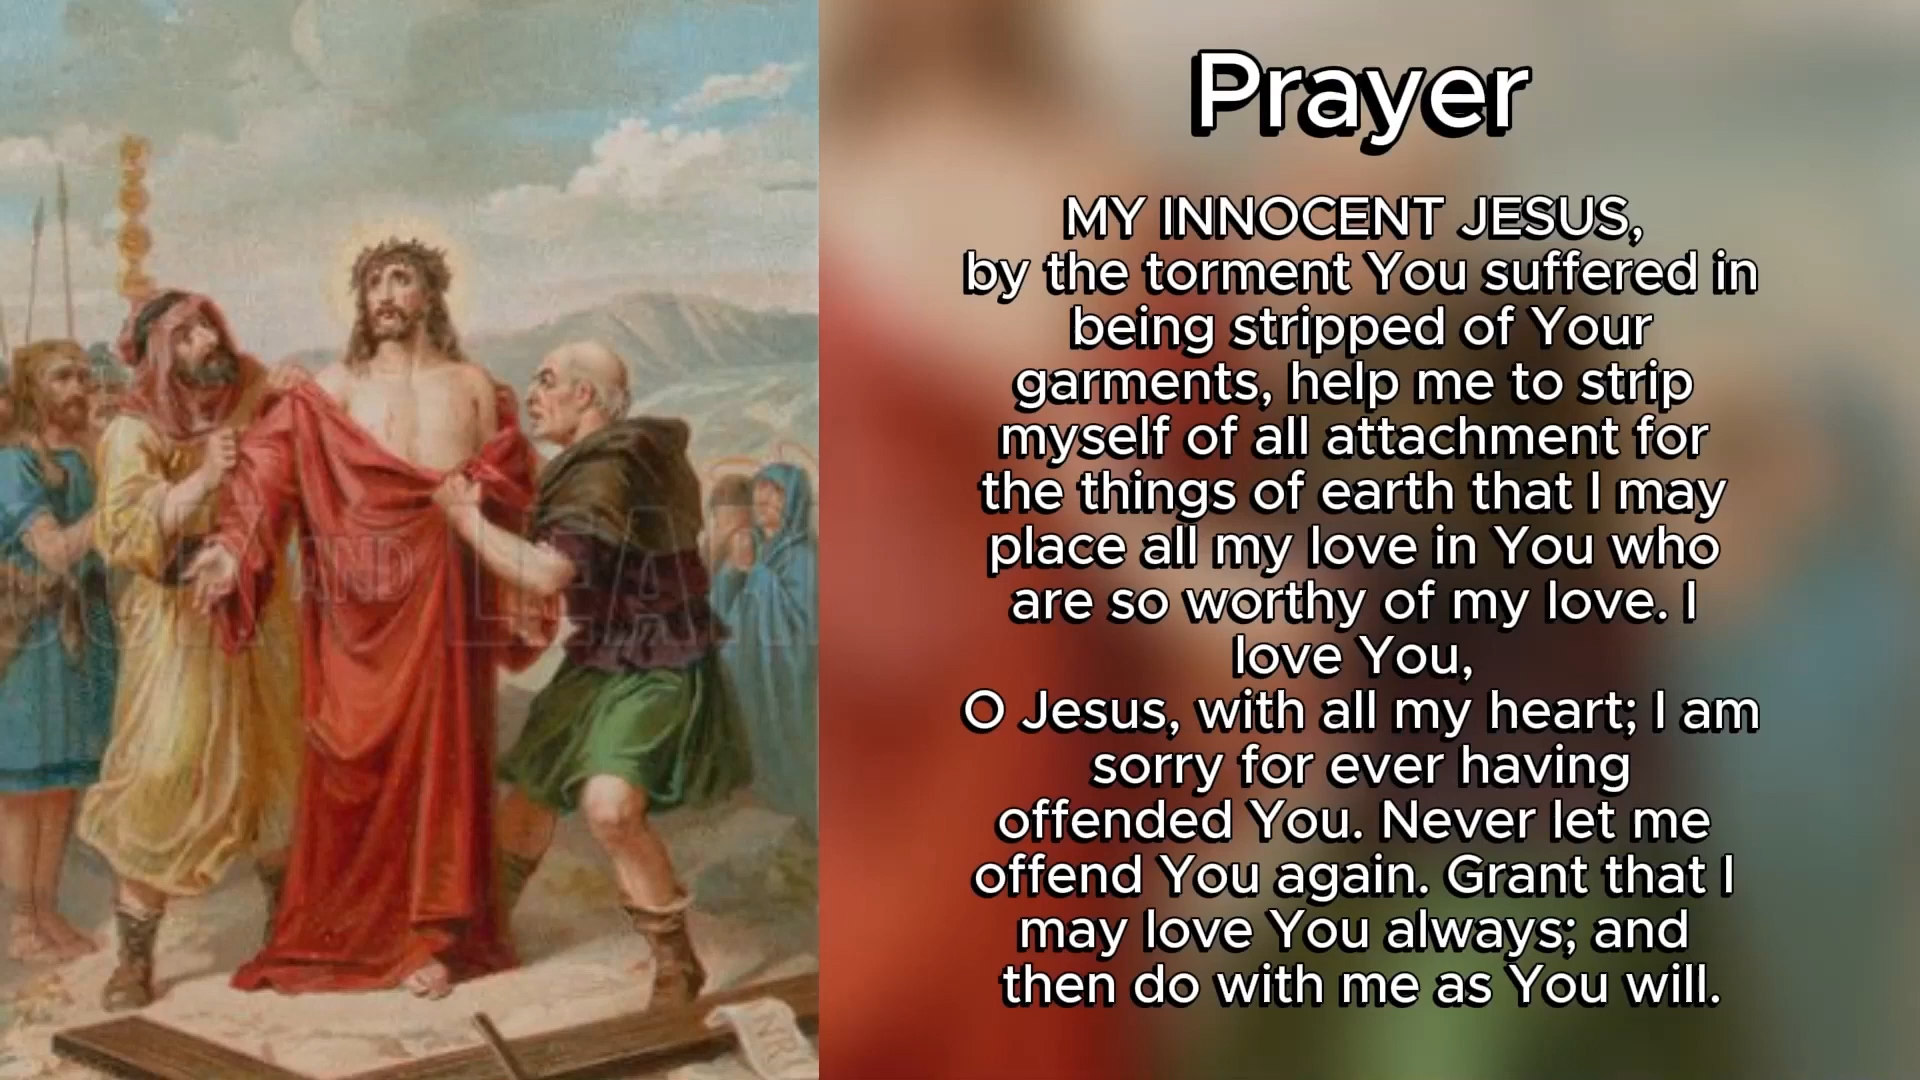 Prayer
MY INNOCENT JESUS,
by the torment You suffered in
being stripped of Your
garments, help me to strip
myself of all attachment for
the things of earth that I may
place all my love in You who
are so worthy of my love. I
love You,
O Jesus, with all my heart; I am
sorry for ever having
offended You. Never let me
offend You again. Grant that I
may love You always; and
then do with me as You will.
AND
INRI